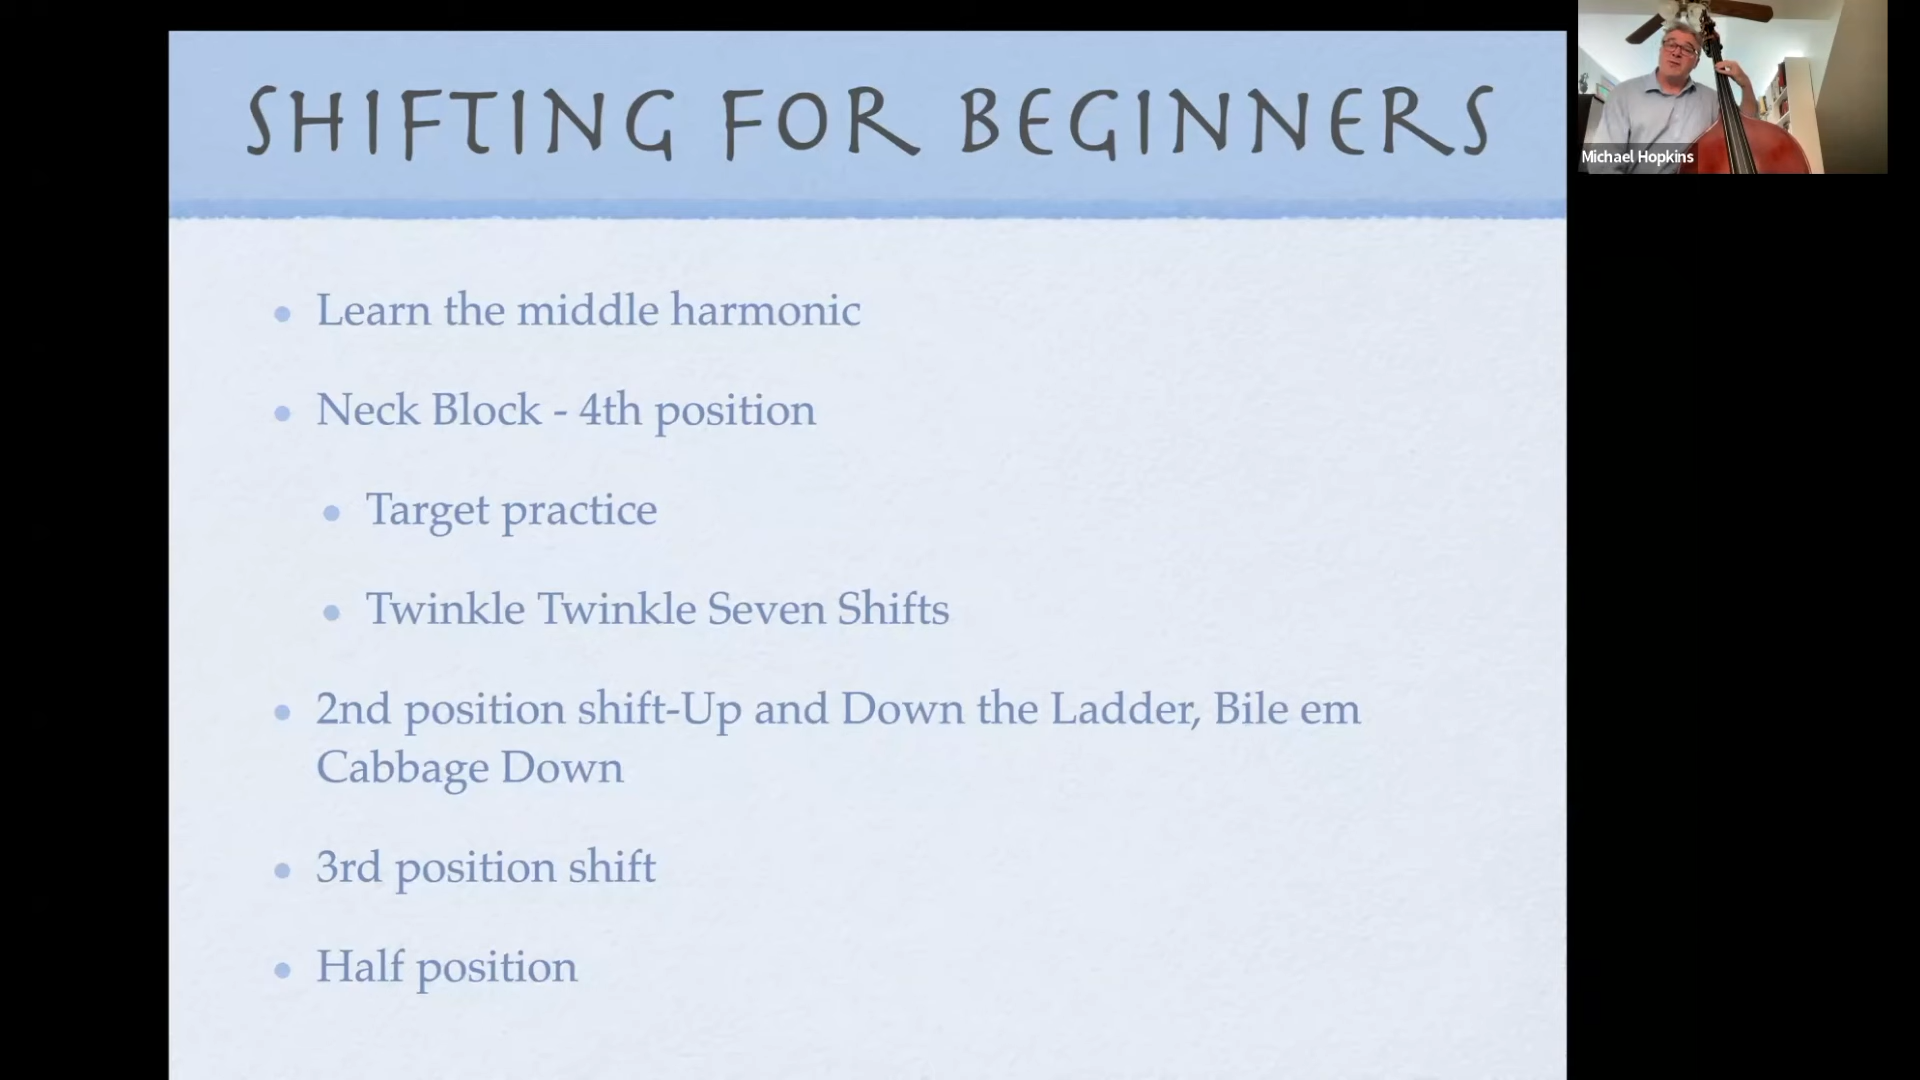 SHIFTING FOR BEGINNERS
Michael Hopkins
• Learn the middle harmonic
• Neck Block - 4th position
• Target practice
• Twinkle Twinkle Seven Shifts
• 2nd position shift-Up and Down the Ladder, Bile em
Cabbage Down
• 3rd position shift
• Half position